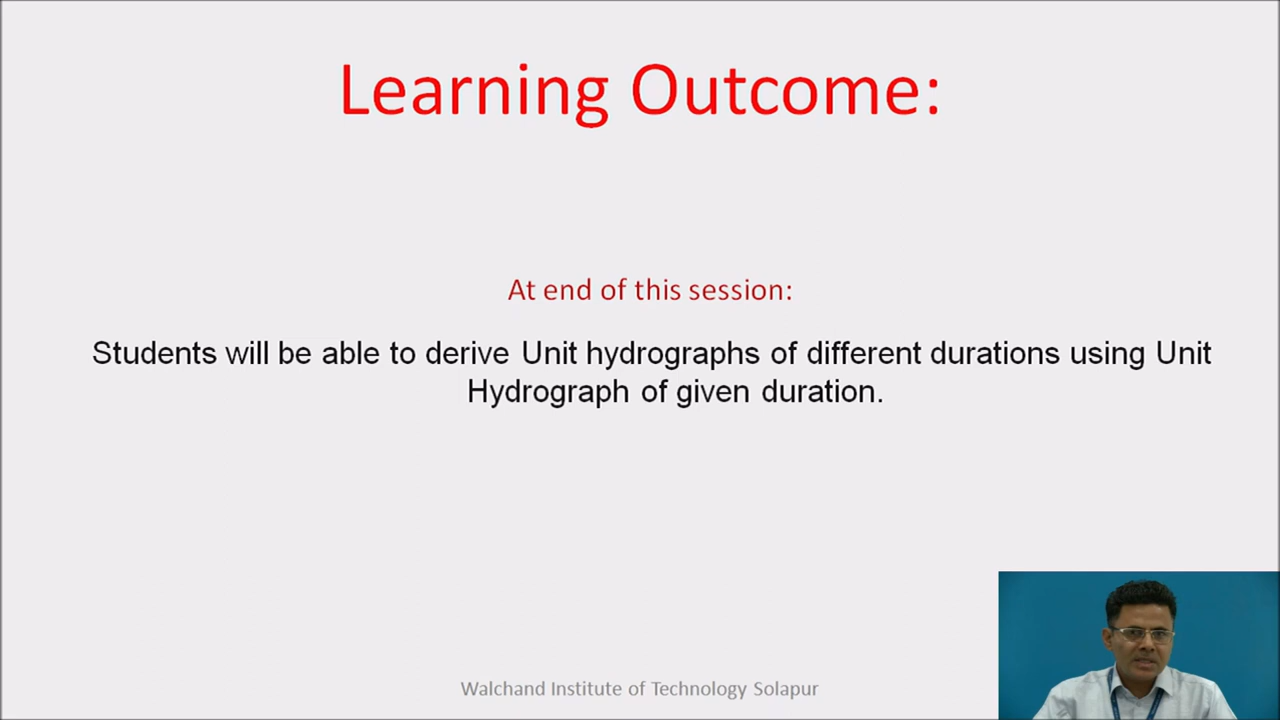 Learning Outcome:
At end of this session:
Students will be able to derive Unit hydrographs of different durations using Unit
Hydrograph of given duration.
Walchand Institute of Technology Solapur